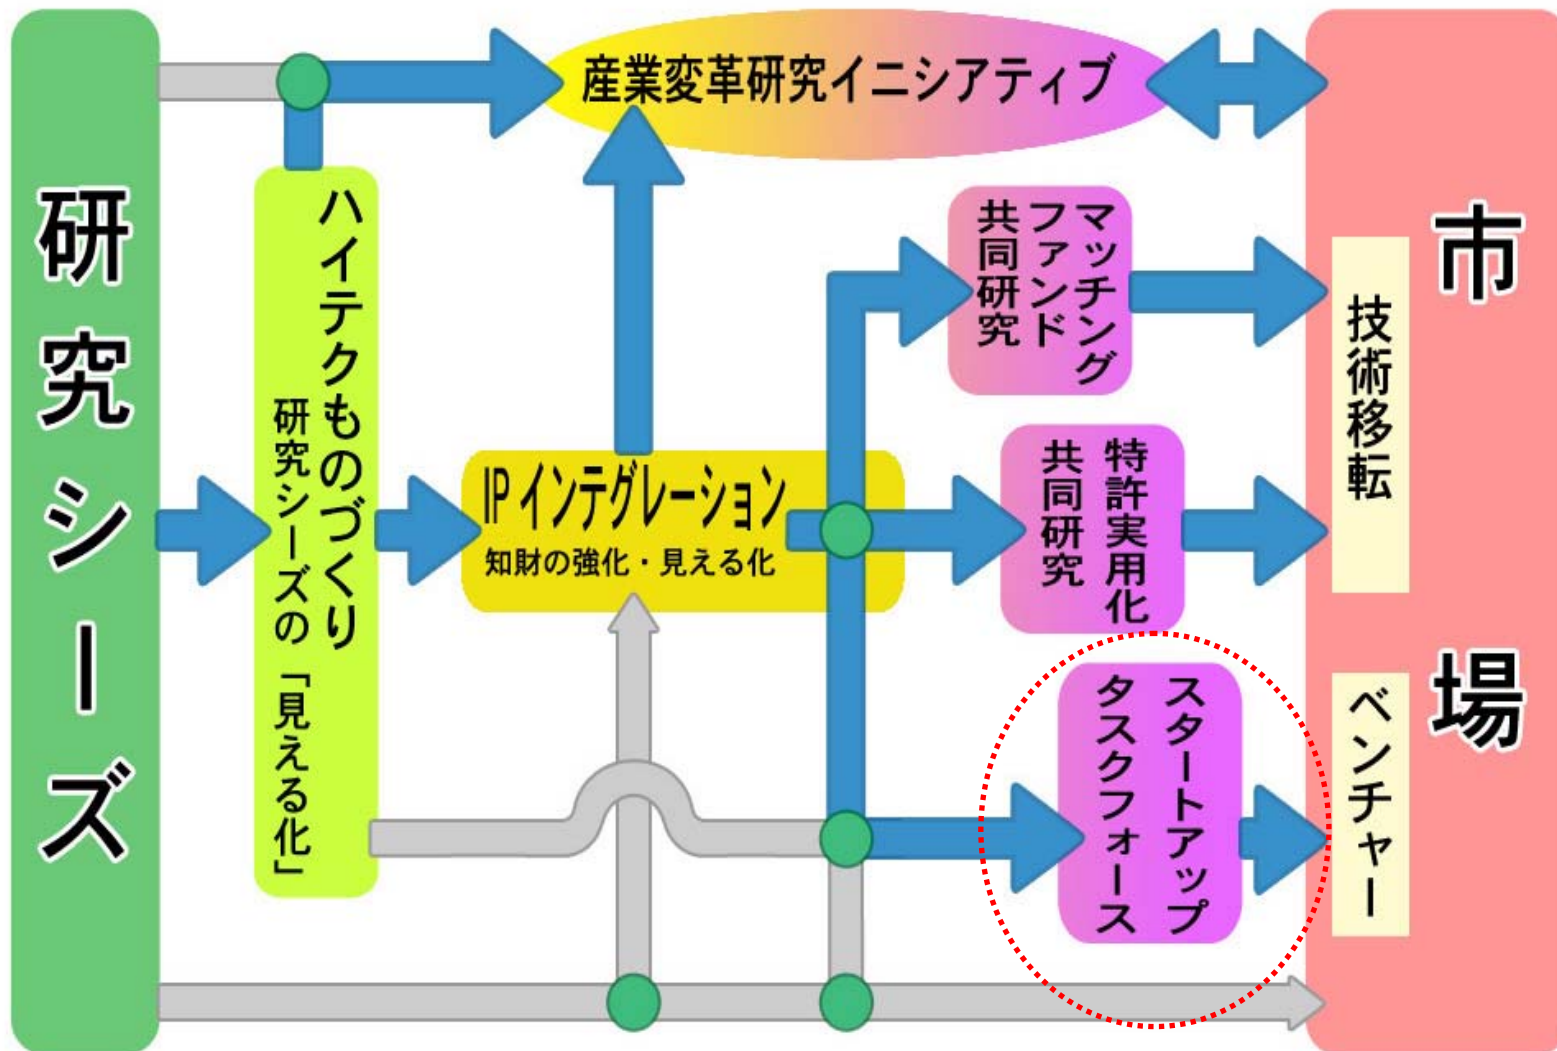 研究シーズ
産業変革研究イニシアティブ
ハイテクものづくり
研究シーズの「見える化」
IPインテグレーション
知財の強化・見える化
マッチング
ファンド
共同研究
特許実用化
共同研究
スタートアップ
タスクフォース
市場
技術移転
ベンチャー